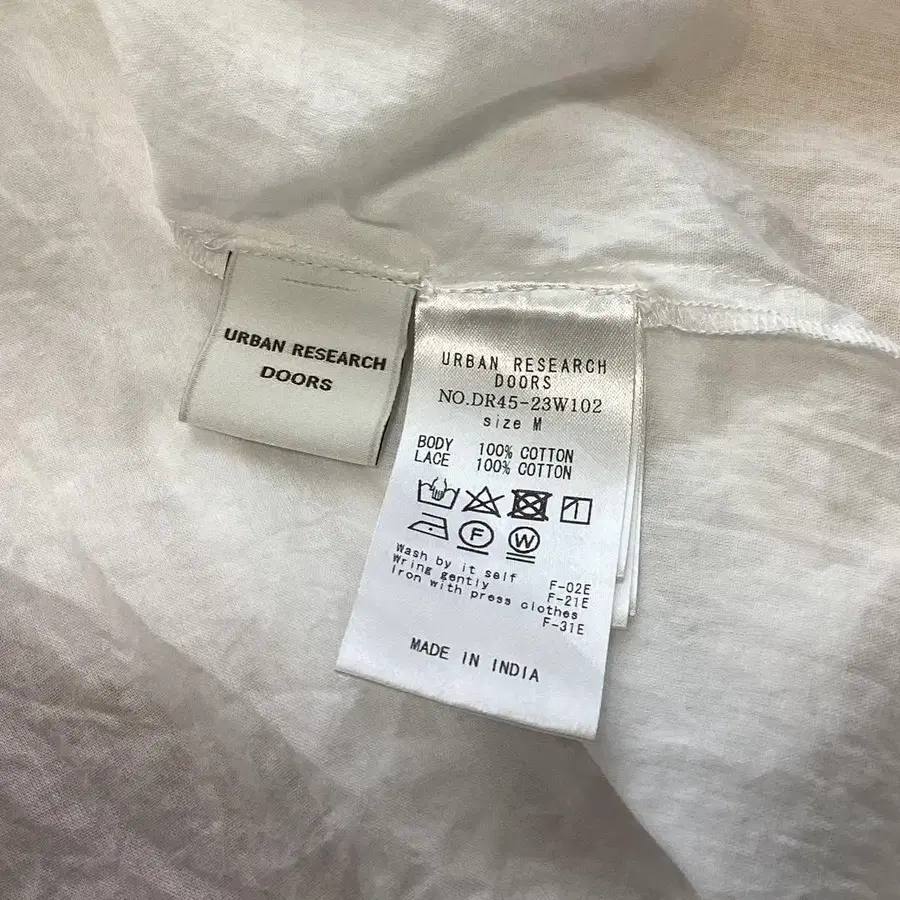 URBAN RESEARCH
DOORS
URBAN RESEARCH
DOORS
NO.DR45-23W102
size M
BODY 100% COTTON
LACE 100% COTTON
F W
Wash by it self F-02E
Wring gently F-21E
Iron with press clothes
F-31E
MADE IN INDIA